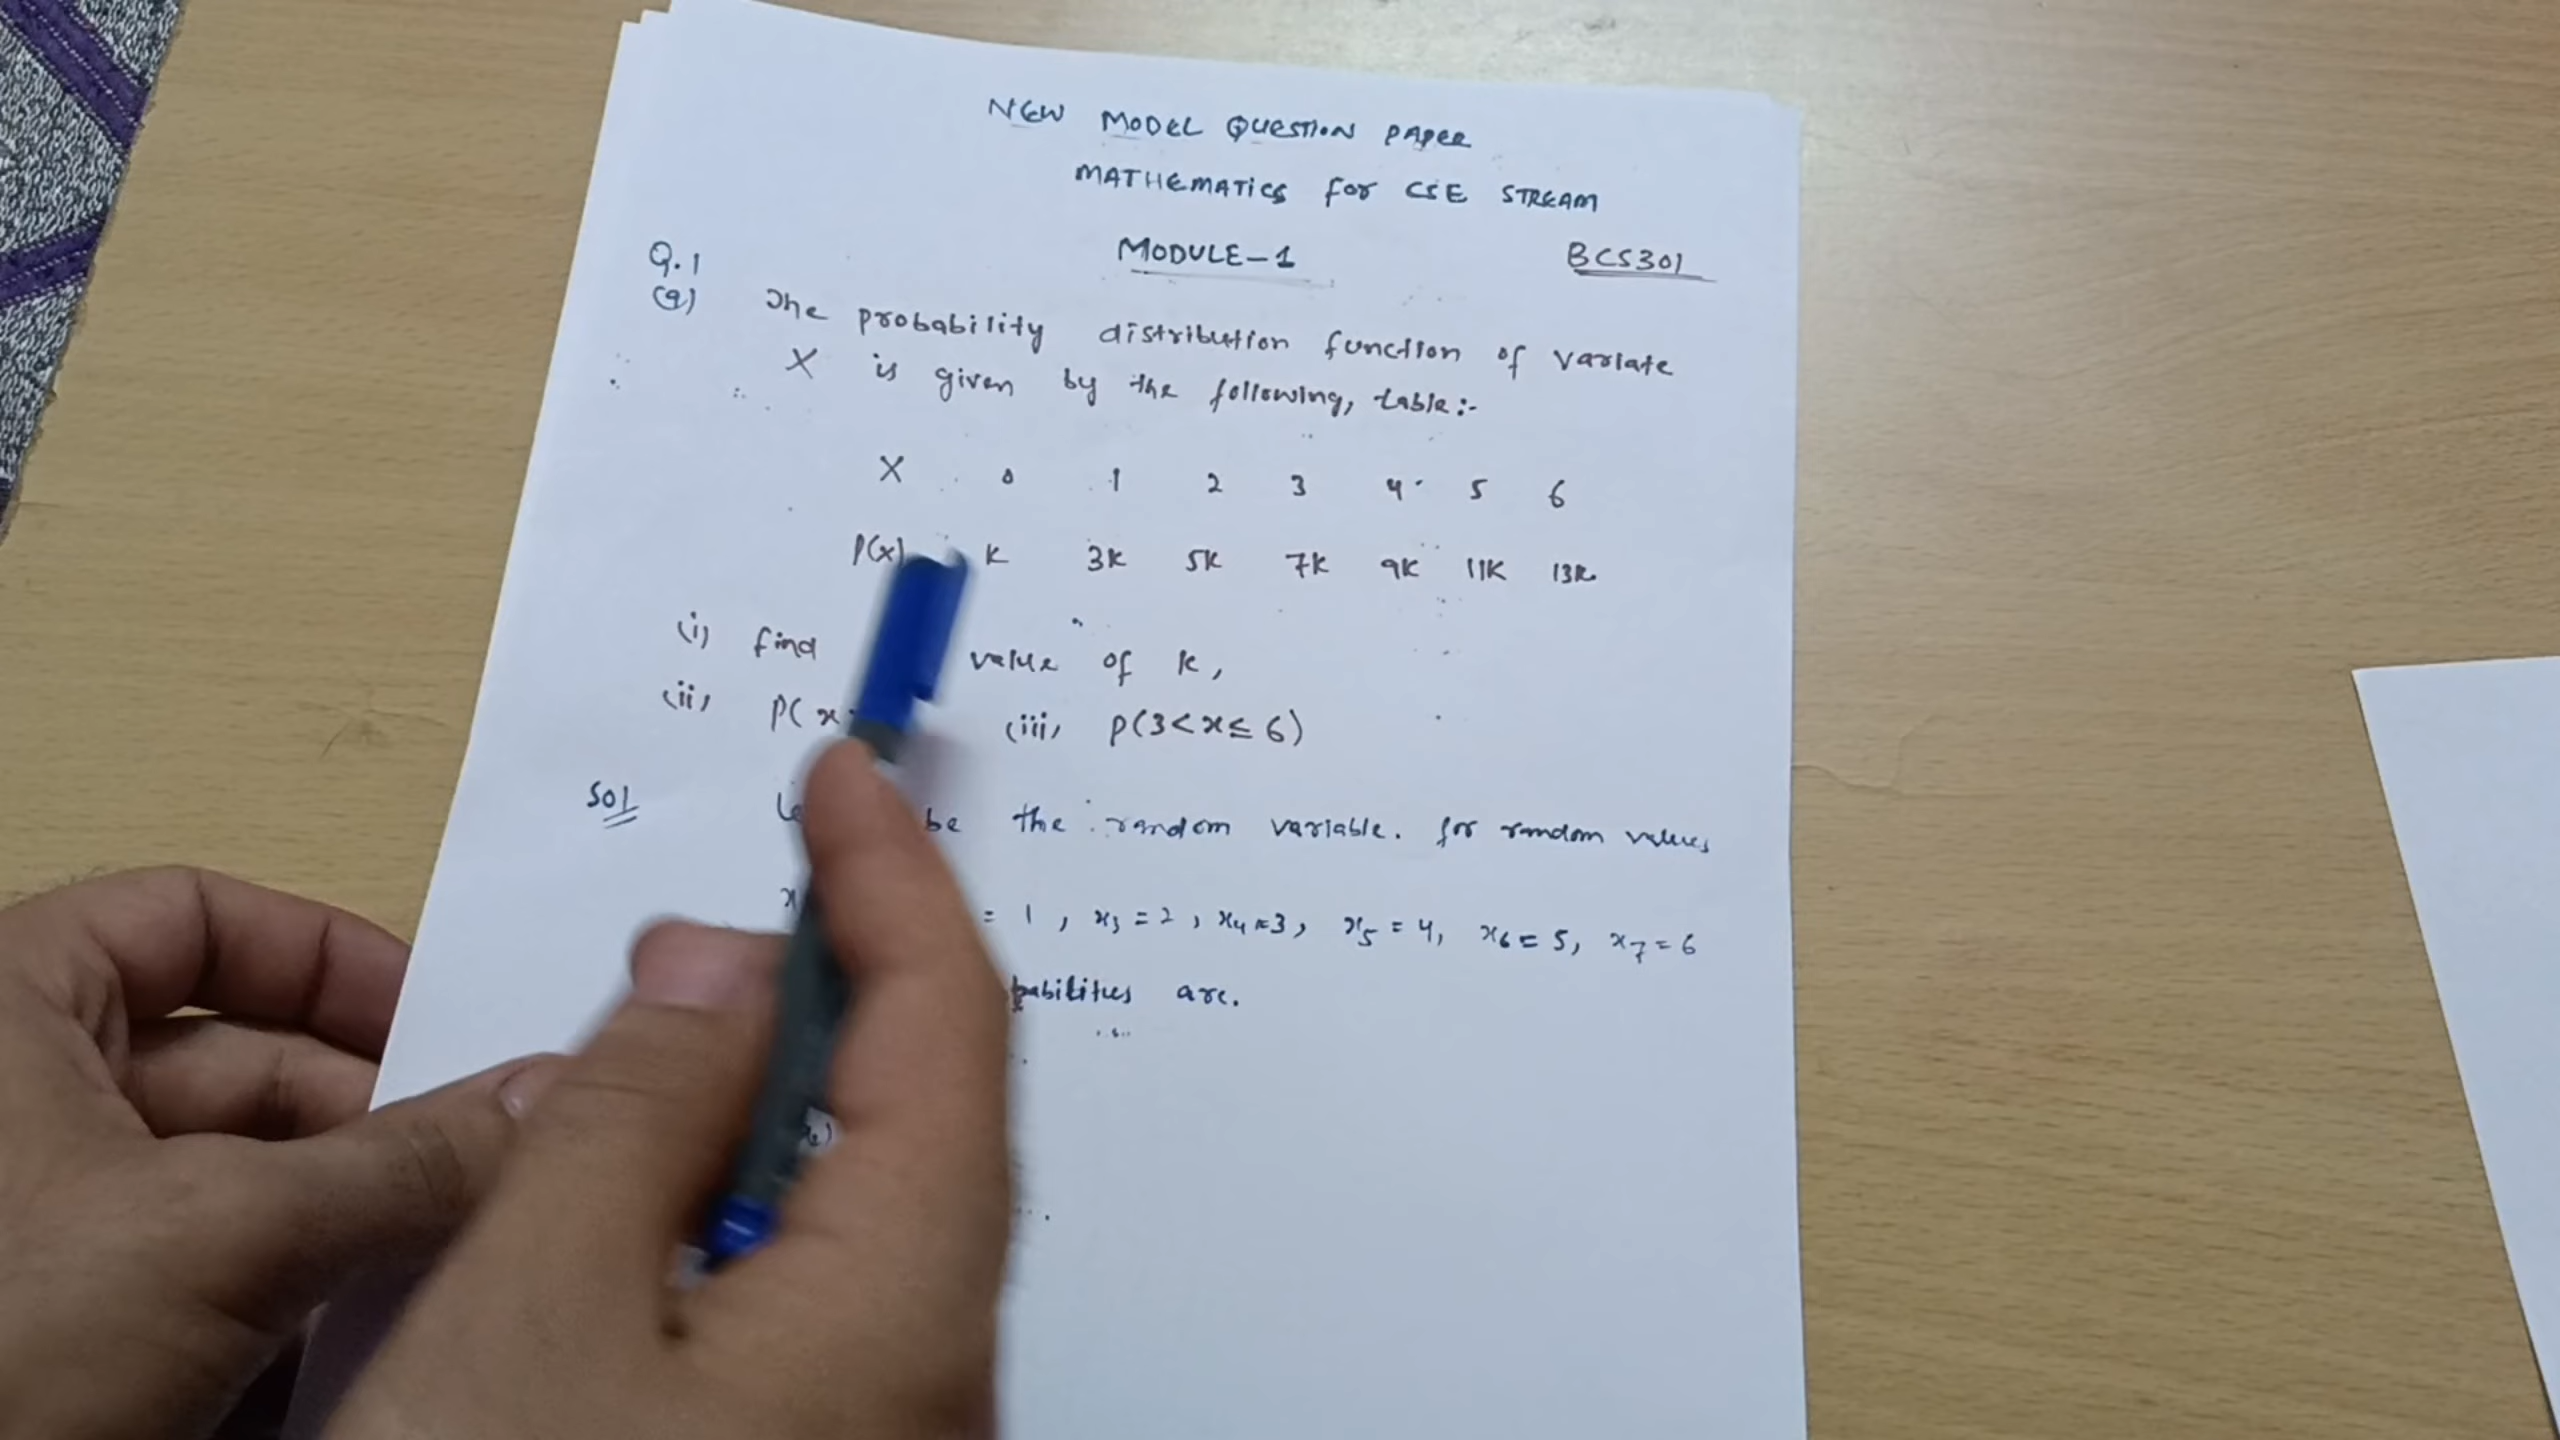 NEW MODEL QUESTION PAPER
MATHEMATICS for CSE STREAM
MODULE-1 BCS301
Q.1
(a) The probability distribution function of variate
X is given by the following, table:-
X 0 1 2 3 4 5 6
P(x) k 3k 5k 7k 9k 11k 13k
(i) find value of k,
(ii) P(x (iii) p(3<x≤6)
Sol be the random variable. for random values
= 1, x3 = 2, x4 = 3, x5 = 4, x6 = 5, x7 = 6
are.